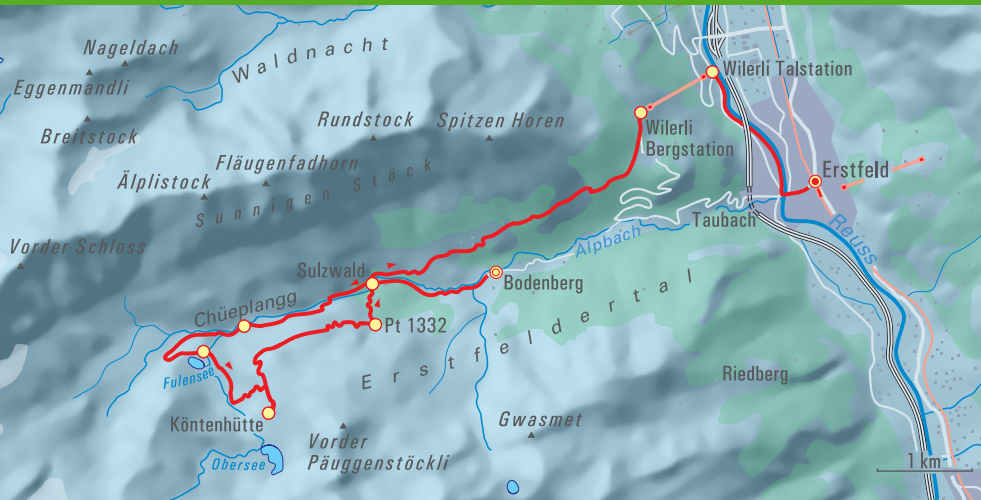 Nageldach
Waldnacht
Eggenmandli
Wilerli Talstation
Breitstock
Rundstock
Spitzen Horen
Wilerli
Bergstation
Fläugenfadhorn
Erstfeld
Älplistock
Sunnigen Stöck
Taubach
Reuss
Vorder Schloss
Alpbach
Sulzwald
Bodenberg
Chüeplangg
Pt 1332
Erstfeldertal
Fulensee
Riedberg
Köntenhütte
Gwasmet
Vorder
Päuggenstöckli
Obersee
1 km